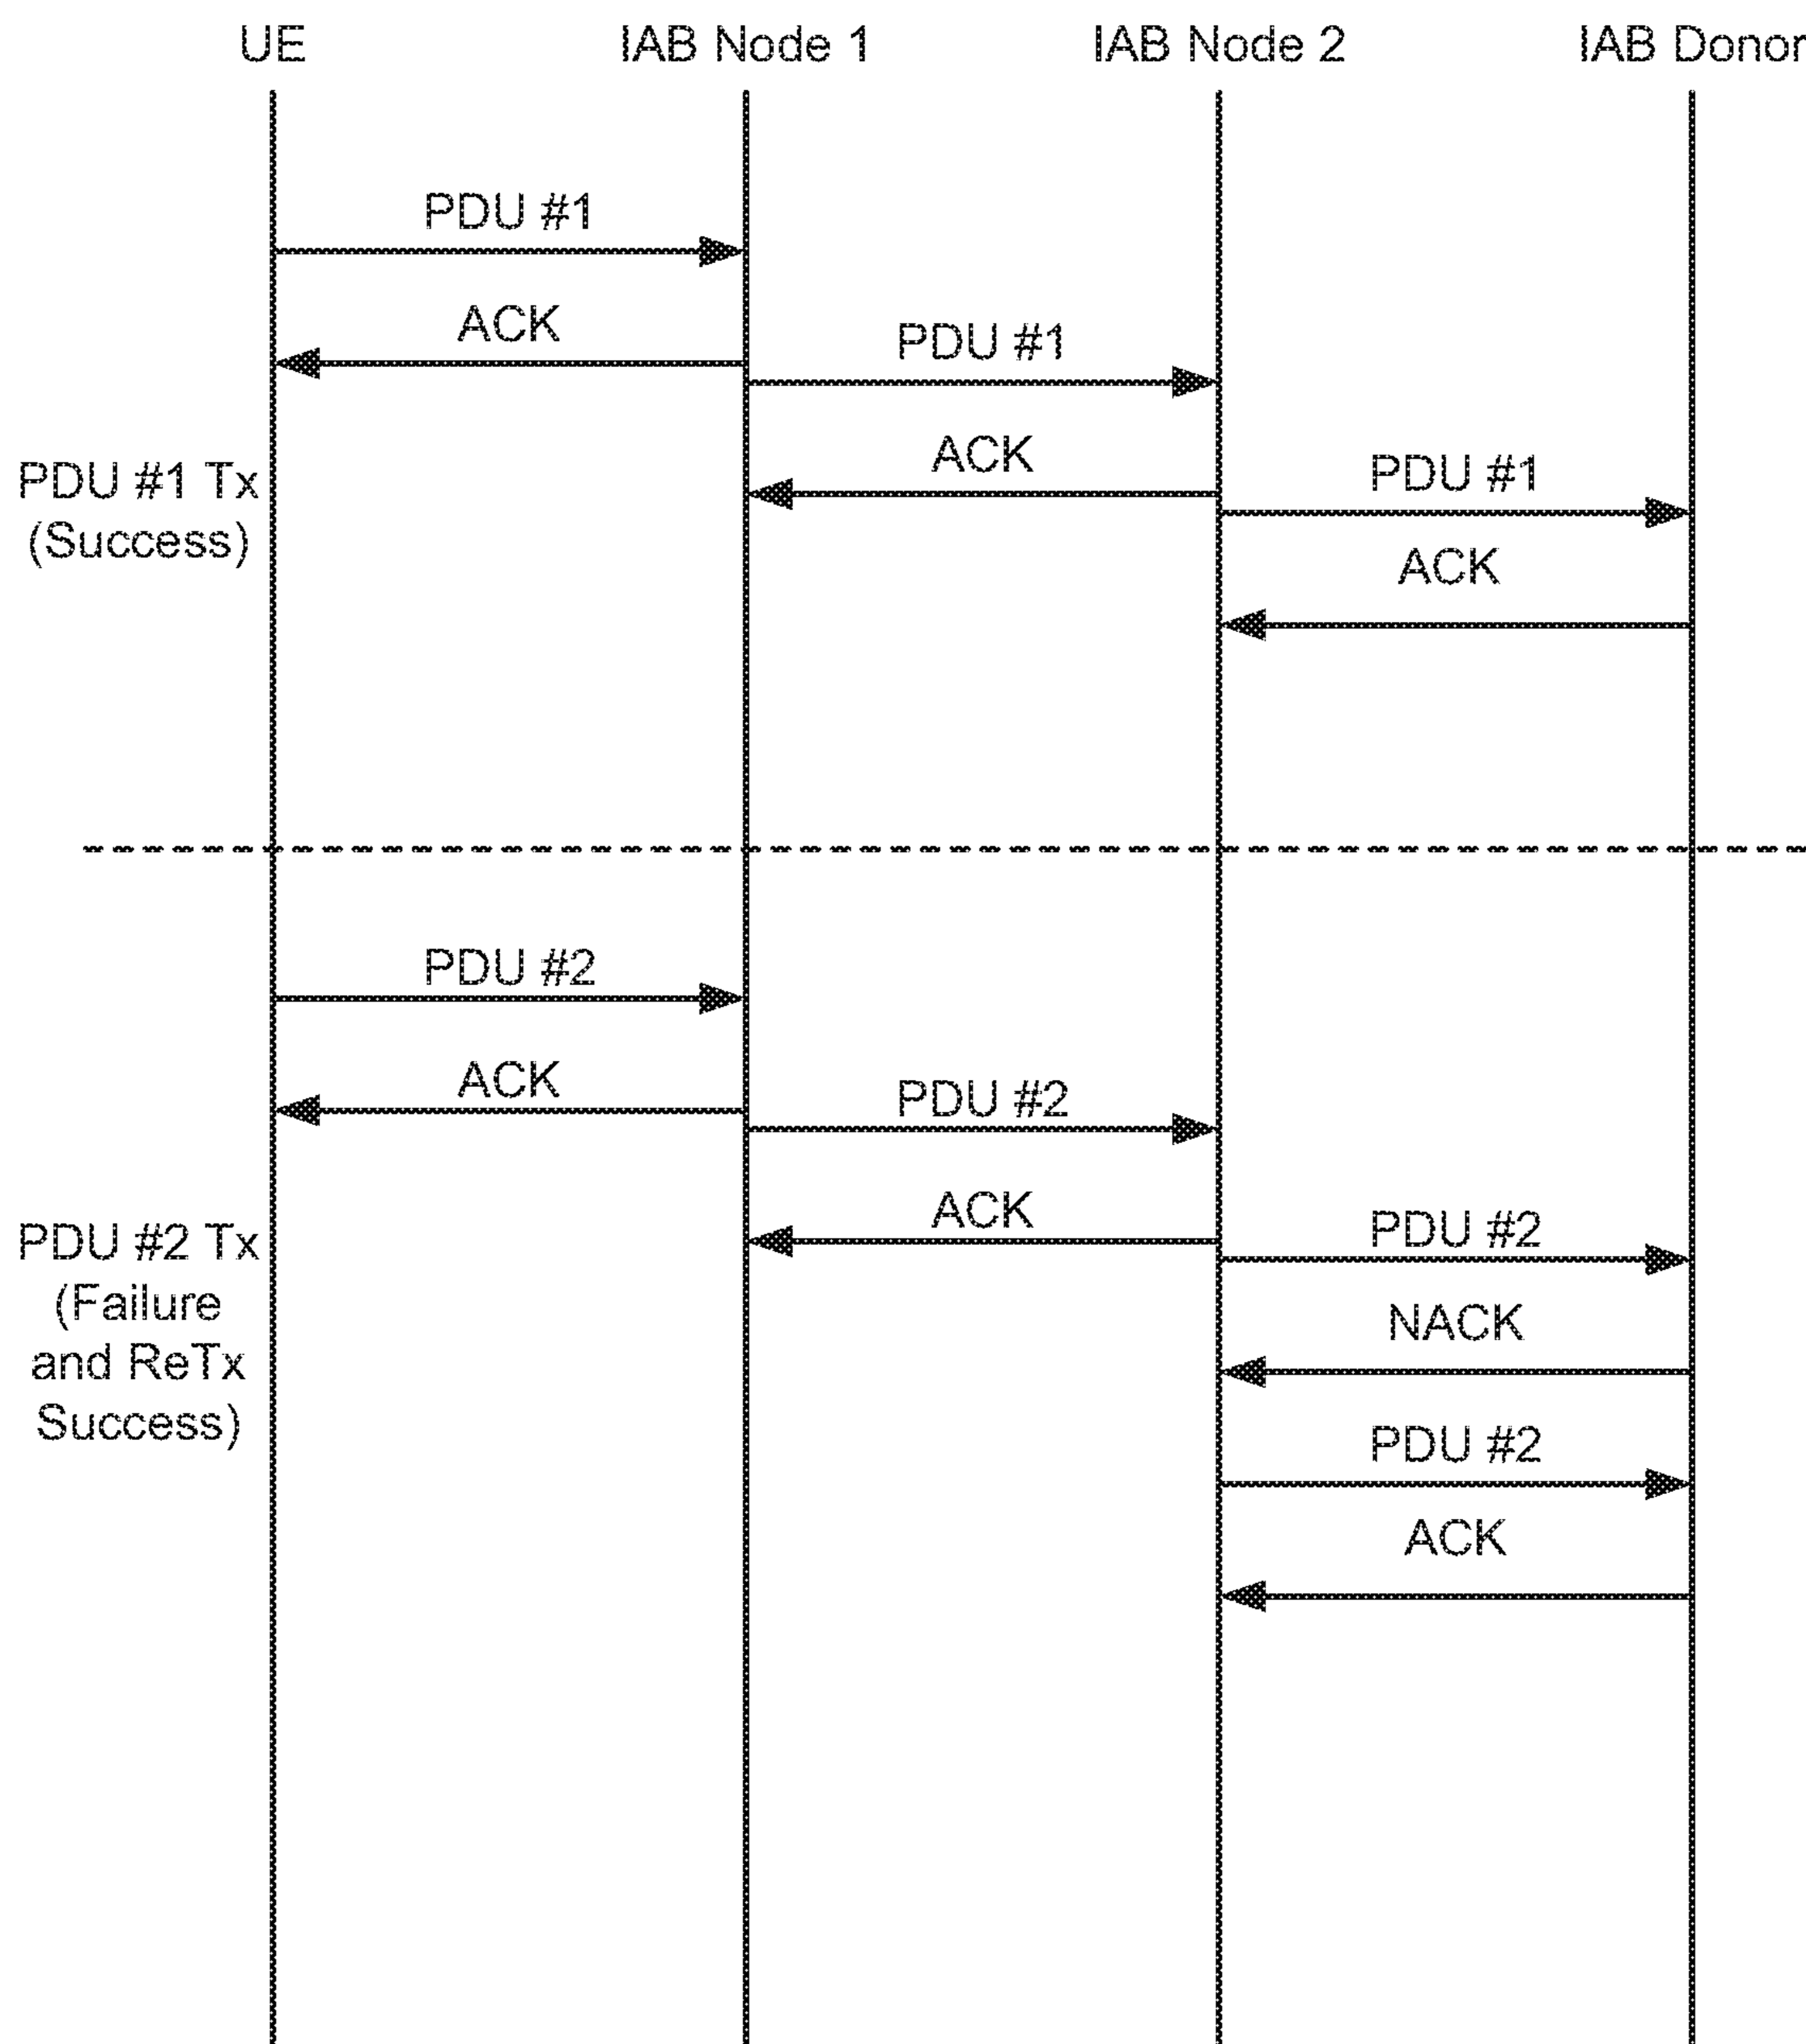 UE
IAB Node 1
IAB Node 2
IAB Donor
PDU #1
ACK
PDU #1
ACK
PDU #1
PDU #1 Tx
(Success)
ACK
PDU #2
ACK
PDU #2
ACK
PDU #2
PDU #2 Tx
(Failure
and ReTx
Success)
NACK
PDU #2
ACK